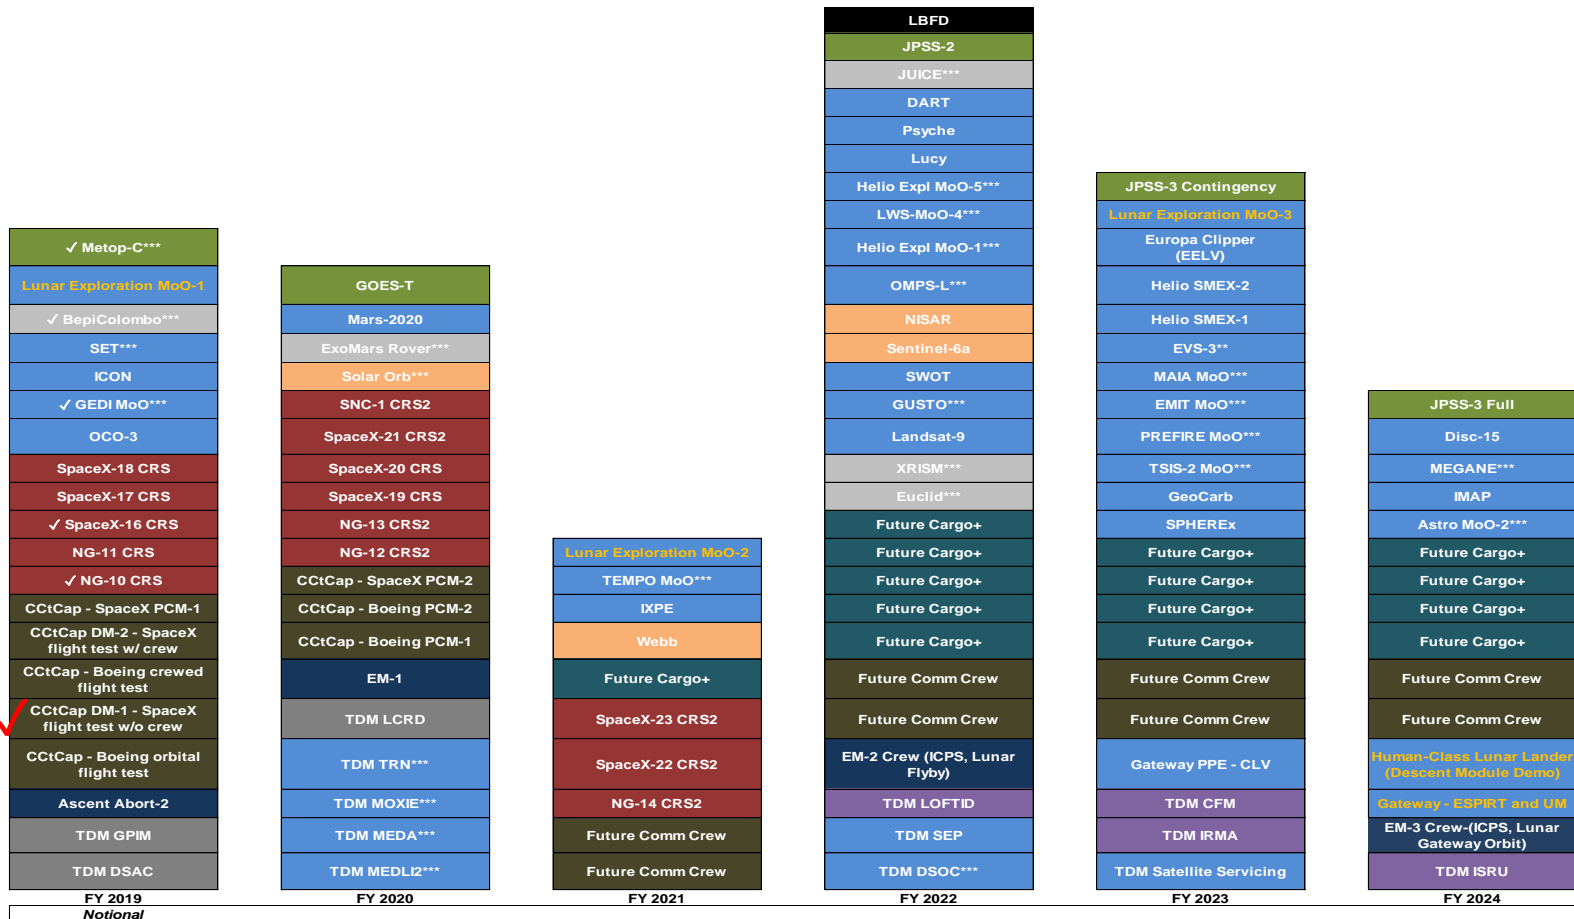 ✓ Metop-C***
Lunar Exploration MoO-1
✓ BepiColombo***
SET***
ICON
✓ GEDI MoO***
OCO-3
SpaceX-18 CRS
SpaceX-17 CRS
✓ SpaceX-16 CRS
NG-11 CRS
✓ NG-10 CRS
CCtCap - SpaceX PCM-1
CCtCap DM-2 - SpaceX
flight test w/ crew
CCtCap - Boeing crewed
flight test
CCtCap DM-1 - SpaceX
flight test w/o crew
CCtCap - Boeing orbital
flight test
Ascent Abort-2
TDM GPIM
TDM DSAC
FY 2019
Notional
GOES-T
Mars-2020
ExoMars Rover***
Solar Orb***
SNC-1 CRS2
SpaceX-21 CRS2
SpaceX-20 CRS
SpaceX-19 CRS
NG-13 CRS2
NG-12 CRS2
CCtCap - SpaceX PCM-2
CCtCap - Boeing PCM-2
CCtCap - Boeing PCM-1
EM-1
TDM LCRD
TDM TRN***
TDM MOXIE***
TDM MEDA***
TDM MEDLI2***
FY 2020
Lunar Exploration MoO-2
TEMPO MoO***
IXPE
Webb
Future Cargo+
SpaceX-23 CRS2
SpaceX-22 CRS2
NG-14 CRS2
Future Comm Crew
Future Comm Crew
FY 2021
LBFD
JPSS-2
JUICE***
DART
Psyche
Lucy
Helio Expl MoO-5***
LWS-MoO-4***
Helio Expl MoO-1***
OMPS-L***
NISAR
Sentinel-6a
SWOT
GUSTO***
Landsat-9
XRISM***
Euclid***
Future Cargo+
Future Cargo+
Future Cargo+
Future Cargo+
Future Cargo+
Future Comm Crew
Future Comm Crew
EM-2 Crew (ICPS, Lunar
Flyby)
TDM LOFTID
TDM SEP
TDM DSOC***
FY 2022
JPSS-3 Contingency
Lunar Exploration MoO-3
Europa Clipper
(EELV)
Helio SMEX-2
Helio SMEX-1
EVS-3**
MAIA MoO***
EMIT MoO***
PREFIRE MoO***
TSIS-2 MoO***
GeoCarb
SPHEREx
Future Cargo+
Future Cargo+
Future Cargo+
Future Cargo+
Future Comm Crew
Future Comm Crew
Gateway PPE - CLV
TDM CFM
TDM IRMA
TDM Satellite Servicing
FY 2023
JPSS-3 Full
Disc-15
MEGANE***
IMAP
Astro MoO-2***
Future Cargo+
Future Cargo+
Future Cargo+
Future Cargo+
Future Comm Crew
Future Comm Crew
Human-Class Lunar Lander
(Descent Module Demo)
Gateway - ESPIRT and UM
EM-3 Crew-(ICPS, Lunar
Gateway Orbit)
TDM ISRU
FY 2024